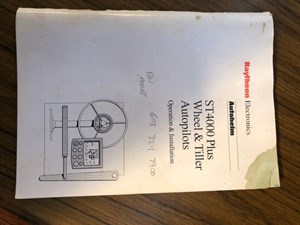 Raytheon Electronics
Autohelm
ST4000 Plus
Wheel & Tiller
Autopilots
Operation & Installation